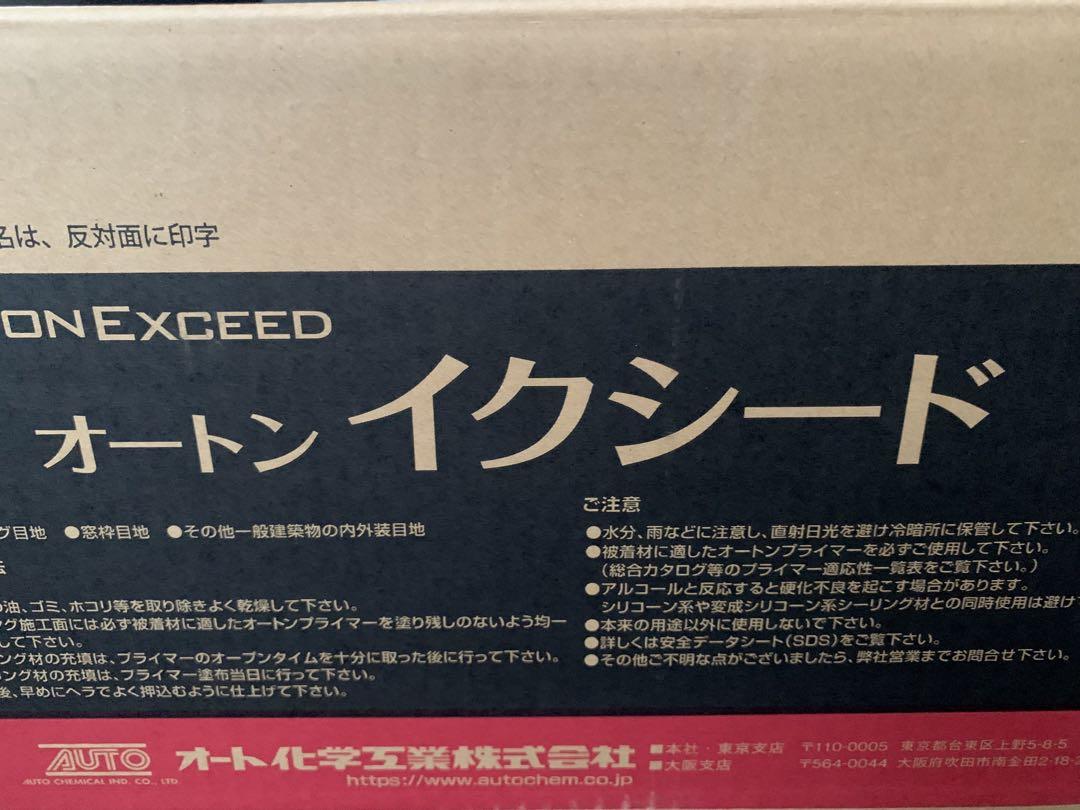 名は、反対面に印字
ON EXCEED
オートン イクシード
グ目地 ●窓枠目地 ●その他一般建築物の内外装目地
油、ゴミ、ホコリ等を取り除きよく乾燥して下さい。
ング施工面には必ず被着材に適したオートンプライマーを塗り残しのないよう均一
して下さい。
ング材の充填は、プライマーのオープンタイムを十分に取った後に行って下さい。
ング材の充填は、プライマー塗布当日に行って下さい。
後、早めにヘラでよく押込むように仕上げて下さい。
ご注意
●水分、雨などに注意し、直射日光を避け冷暗所に保管して下さい。
●被着材に適したオートンプライマーを必ずご使用して下さい。
(総合カタログ等のプライマー適応性一覧表をご覧下さい。)
●アルコールと反応すると硬化不良を起こす場合があります。
シリコーン系や変成シリコーン系シーリング材との同時使用は避け
●本来の用途以外に使用しないで下さい。
●詳しくは安全データシート(SDS)をご覧下さい。
●その他ご不明な点がございましたら、弊社営業までお問合せ下さい。
AUTO
AUTO CHEMICAL IND. CO., LTD.
オート化学工業株式会社
https://www.autochem.co.jp
■本社・東京支店 〒110-0005 東京都台東区上野5-8-5
■大阪支店 〒564-0044 大阪府吹田市南金田2-18-2